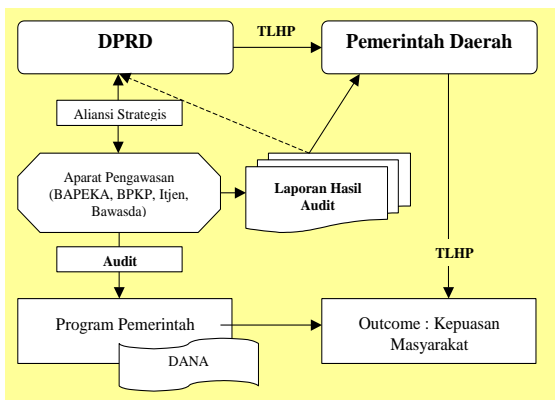 DPRD
TLHP
Pemerintah Daerah
Aliansi Strategis
Aparat Pengawasan
(BAPEKA, BPKP, Itjen,
Bawasda)
Laporan Hasil
Audit
Audit
TLHP
Program Pemerintah
DANA
Outcome : Kepuasan
Masyarakat